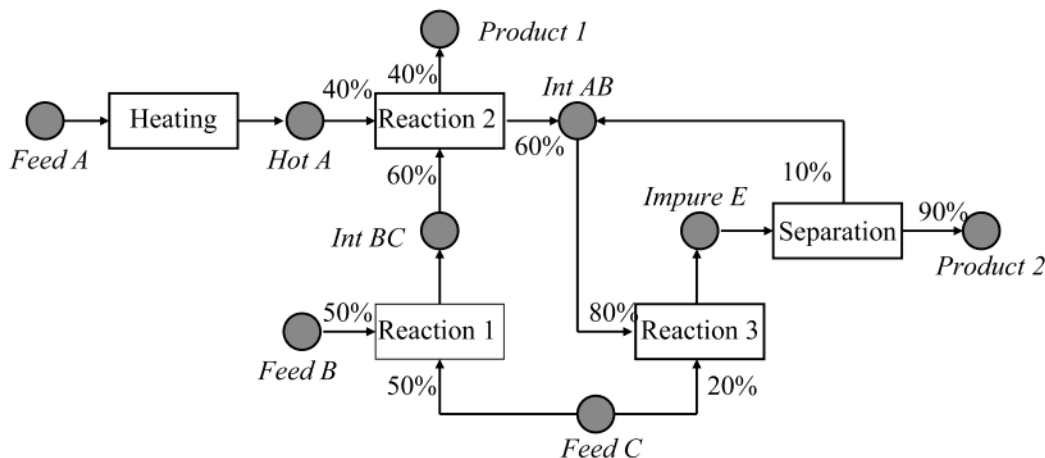 Product 1
40%
40%
Int AB
Heating
Reaction 2
Feed A
Hot A
60%
60%
10%
Impure E
90%
Int BC
Separation
Product 2
50%
Reaction 1
80%
Reaction 3
Feed B
50%
20%
Feed C